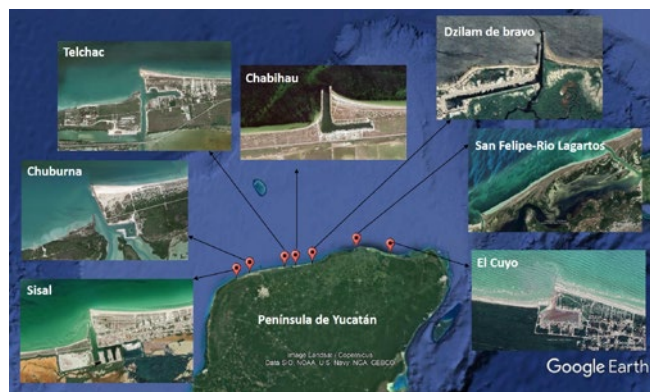 Telchac
Chabihau
Dzilam de bravo
San Felipe-Rio Lagartos
Chuburna
El Cuyo
Sisal
Península de Yucatán
Image Landsat / Copernicus
Data SIO, NOAA, U.S. Navy, NGA, GEBCO
Google Earth